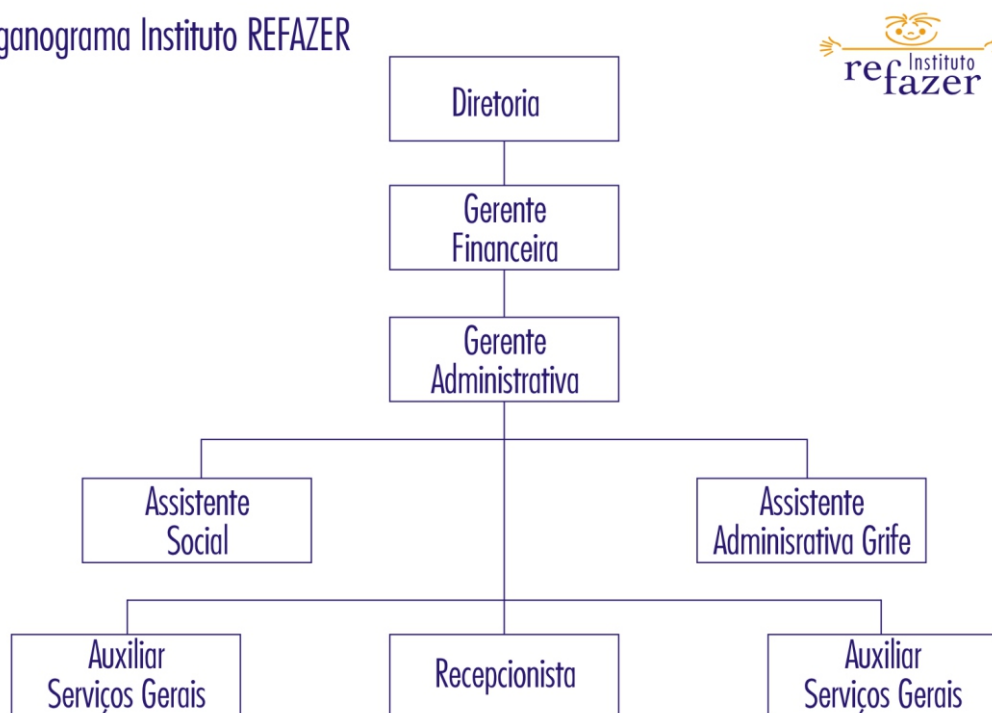 ganograma Instituto REFAZER
Instituto
refazer
Diretoria
Gerente
Financeira
Gerente
Administrativa
Assistente
Social
Assistente
Adminisrativa Grife
Auxiliar
Serviços Gerais
Recepcionista
Auxiliar
Serviços Gerais